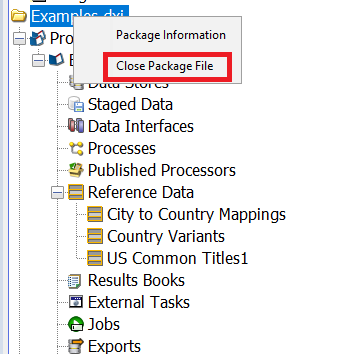 Examples.dxi
Package Information
Pro
Close Package File
Data Stores
Staged Data
Data Interfaces
Processes
Published Processors
Reference Data
City to Country Mappings
Country Variants
US Common Titles1
Results Books
External Tasks
Jobs
Exports